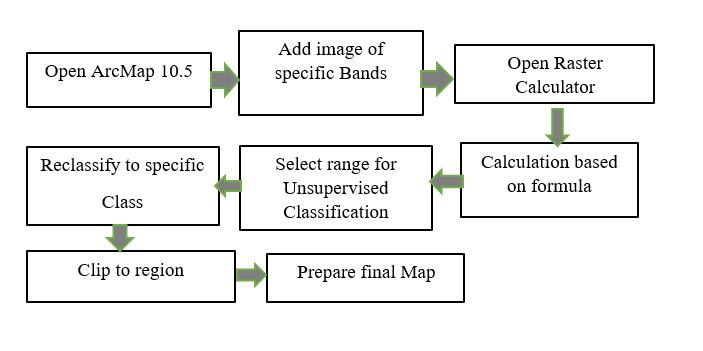 Open ArcMap 10.5
Add image of
specific Bands
Open Raster
Calculator
Calculation based
on formula
Select range for
Unsupervised
Classification
Reclassify to specific
Class
Clip to region
Prepare final Map